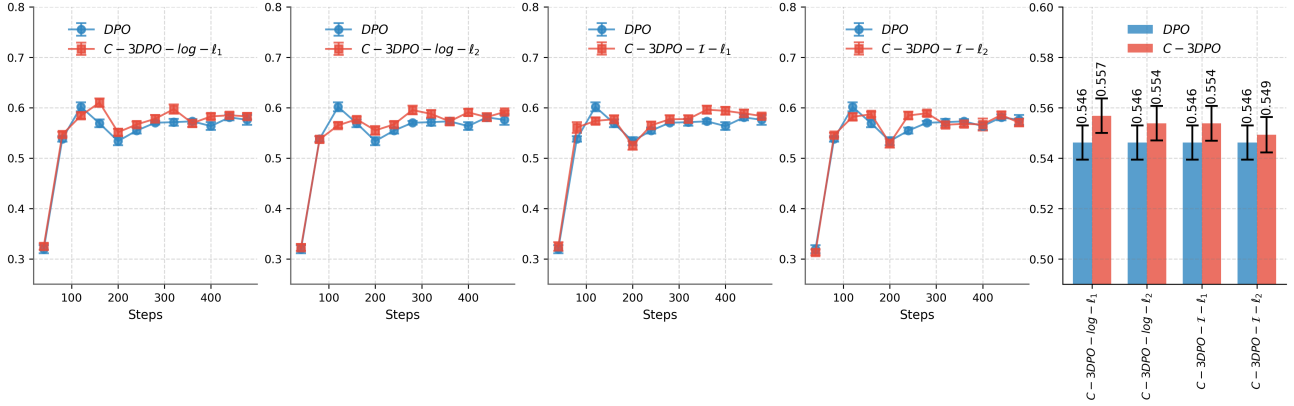 0.8
0.7
0.6
0.5
0.4
0.3
100 200 300 400
Steps
DPO
C − 3DPO − log − ℓ₁
0.8
0.7
0.6
0.5
0.4
0.3
100 200 300 400
Steps
DPO
C − 3DPO − log − ℓ₂
0.8
0.7
0.6
0.5
0.4
0.3
100 200 300 400
Steps
DPO
C − 3DPO − I − ℓ₁
0.8
0.7
0.6
0.5
0.4
0.3
100 200 300 400
Steps
DPO
C − 3DPO − I − ℓ₂
0.60
0.58
0.56
0.54
0.52
0.50
DPO
C − 3DPO
0.546
0.557
0.546
0.554
0.546
0.554
0.546
0.549
C − 3DPO − log − ℓ₁
C − 3DPO − log − ℓ₂
C − 3DPO − I − ℓ₁
C − 3DPO − I − ℓ₂